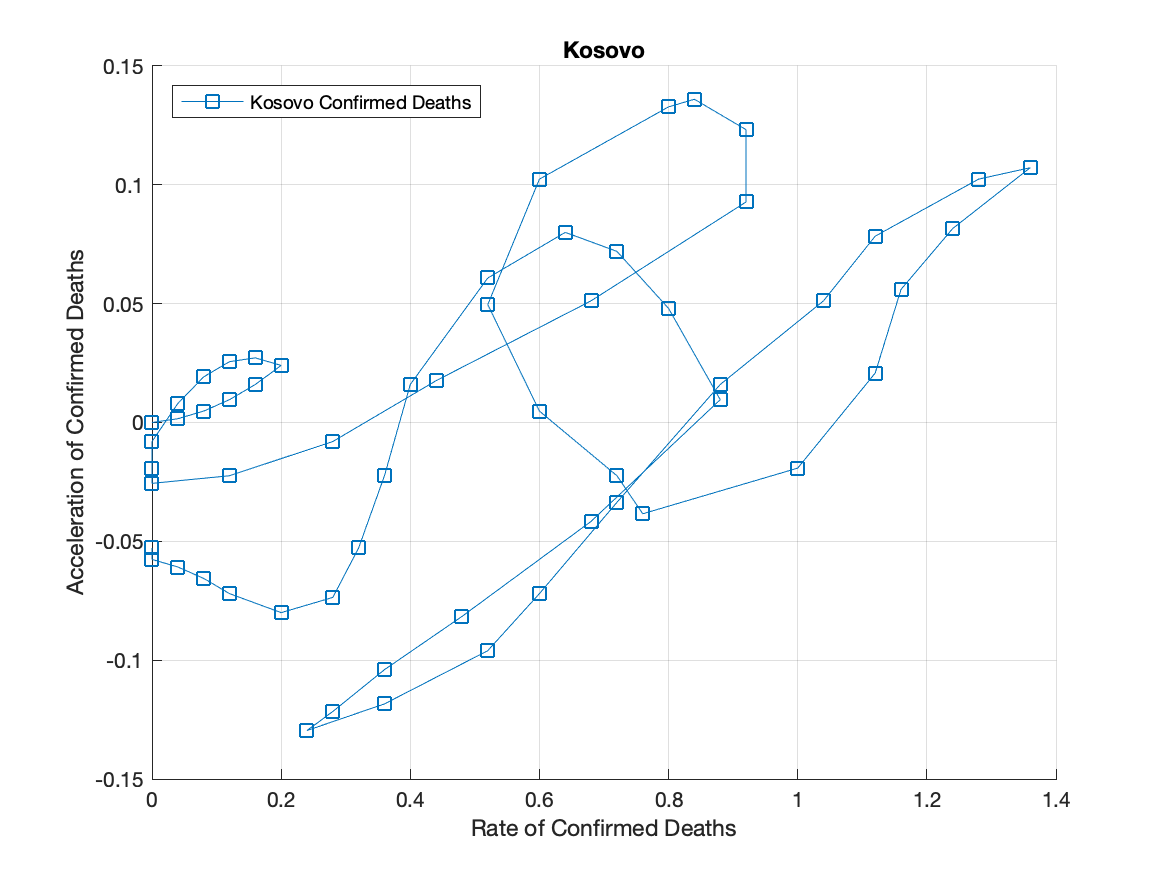 Kosovo
Kosovo Confirmed Deaths
0.15
0.1
0.05
0
-0.05
-0.1
-0.15
Acceleration of Confirmed Deaths
0 0.2 0.4 0.6 0.8 1 1.2 1.4
Rate of Confirmed Deaths